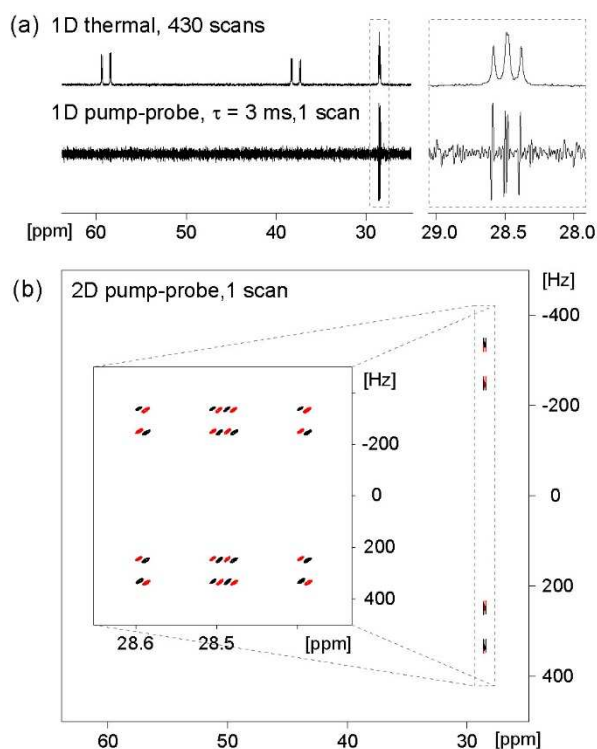 (a) 1D thermal, 430 scans
1D pump-probe, τ = 3 ms,1 scan
[ppm] 60 50 40 30
29.0 28.5 28.0
[ppm]
(b) 2D pump-probe,1 scan
[Hz]
-400
-200
0
200
400
[Hz]
-200
0
200
400
28.6 28.5 [ppm]
60 50 40 30 [ppm]